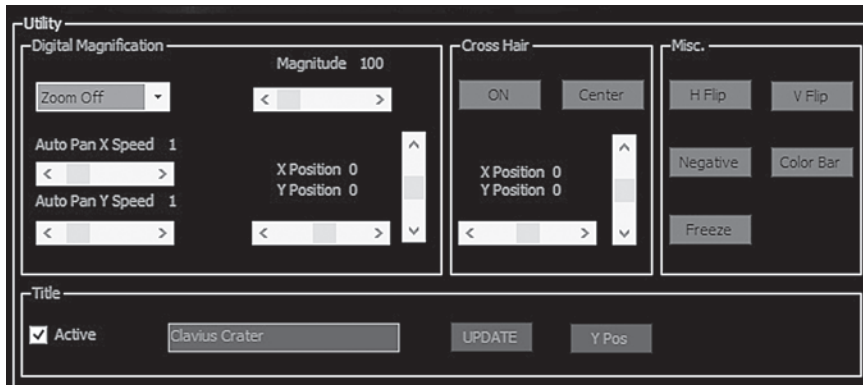 Utility
Digital Magnification
Magnitude 100
Zoom Off
Auto Pan X Speed 1
Auto Pan Y Speed 1
X Position 0
Y Position 0
Cross Hair
ON
Center
X Position 0
Y Position 0
Misc.
H Flip
V Flip
Negative
Color Bar
Freeze
Title
Active
Clavius Crater
UPDATE
Y Pos